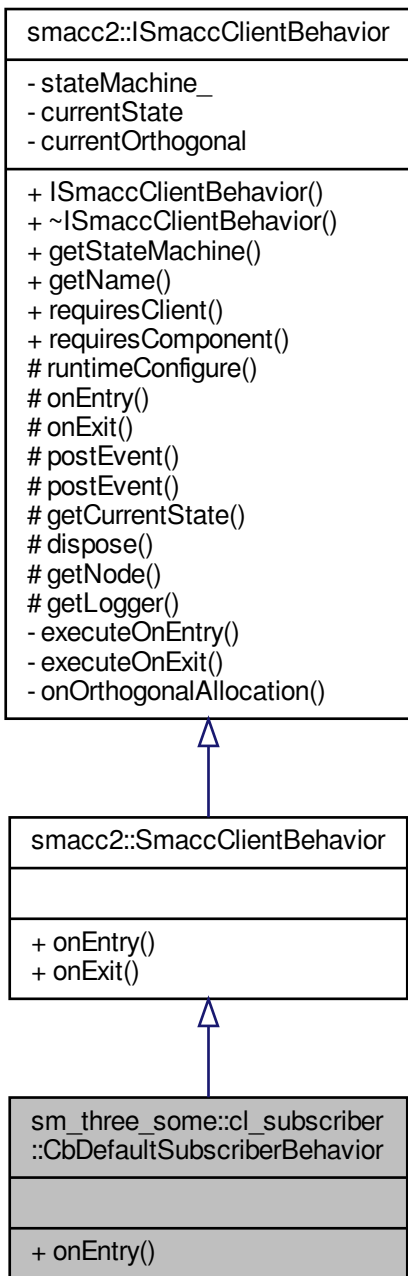 smacc2::ISmaccClientBehavior
- stateMachine_
- currentState
- currentOrthogonal
+ ISmaccClientBehavior()
+ ~ISmaccClientBehavior()
+ getStateMachine()
+ getName()
+ requiresClient()
+ requiresComponent()
# runtimeConfigure()
# onEntry()
# onExit()
# postEvent()
# postEvent()
# getCurrentState()
# dispose()
# getNode()
# getLogger()
- executeOnEntry()
- executeOnExit()
- onOrthogonalAllocation()
smacc2::SmaccClientBehavior
+ onEntry()
+ onExit()
sm_three_some::cl_subscriber
::CbDefaultSubscriberBehavior
+ onEntry()